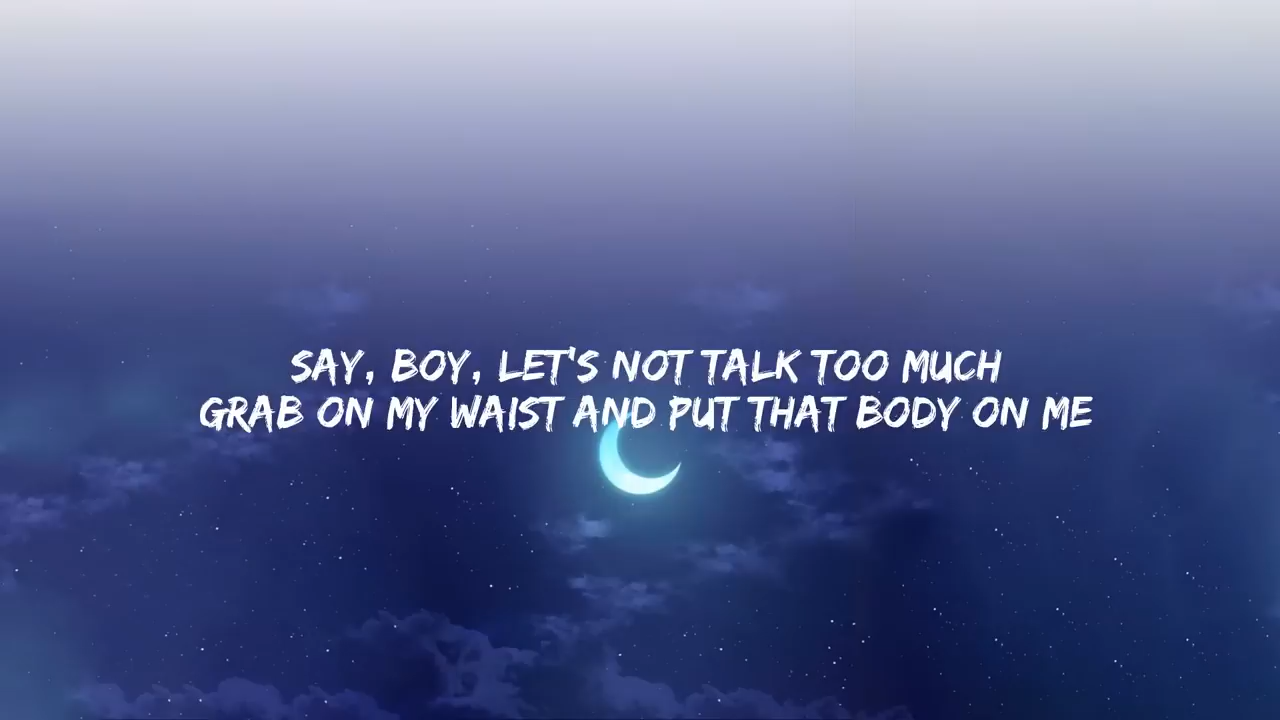 SAY, BOY, LET'S NOT TALK TOO MUCH
GRAB ON MY WAIST AND PUT THAT BODY ON ME